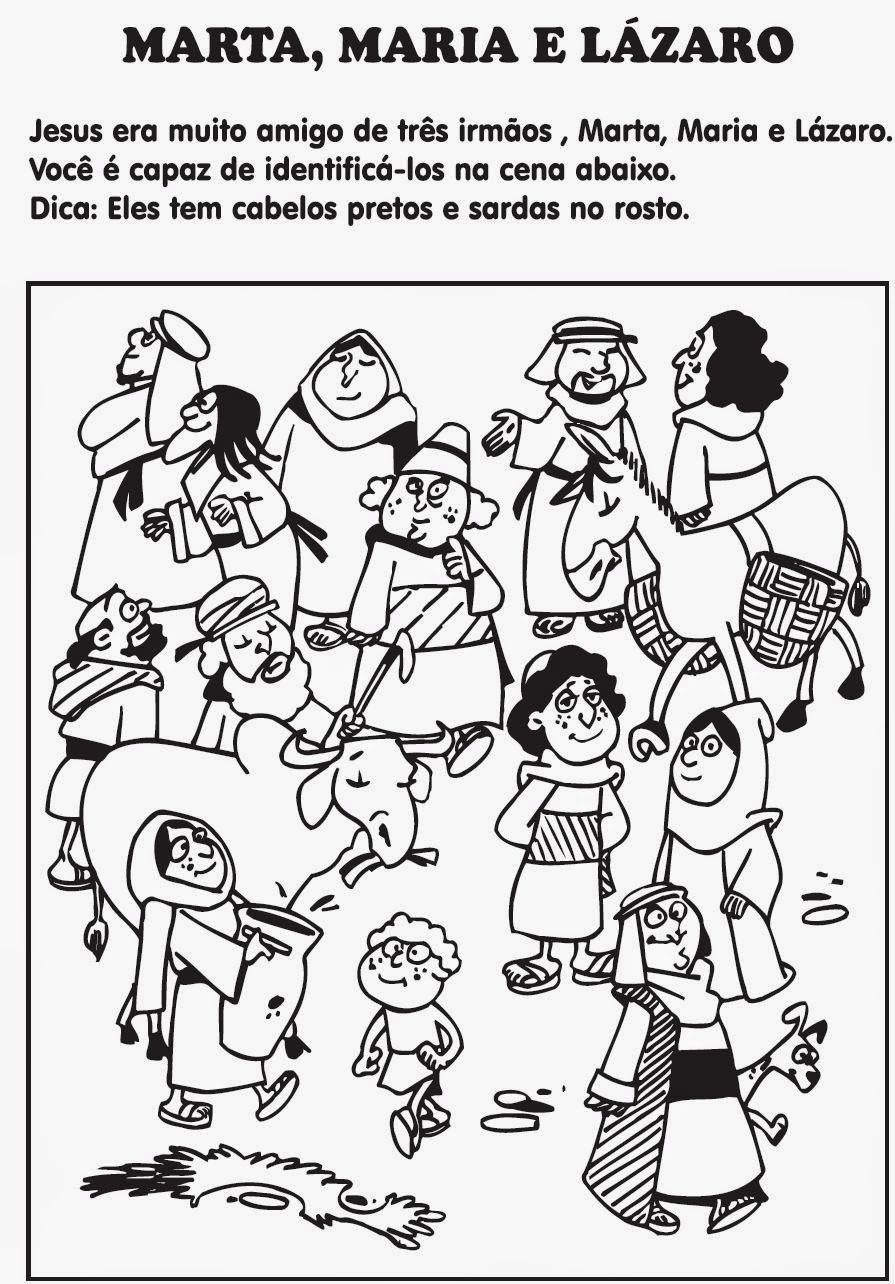 MARTA, MARIA E LÁZARO
Jesus era muito amigo de três irmãos , Marta, Maria e Lázaro.
Você é capaz de identificá-los na cena abaixo.
Dica: Eles tem cabelos pretos e sardas no rosto.